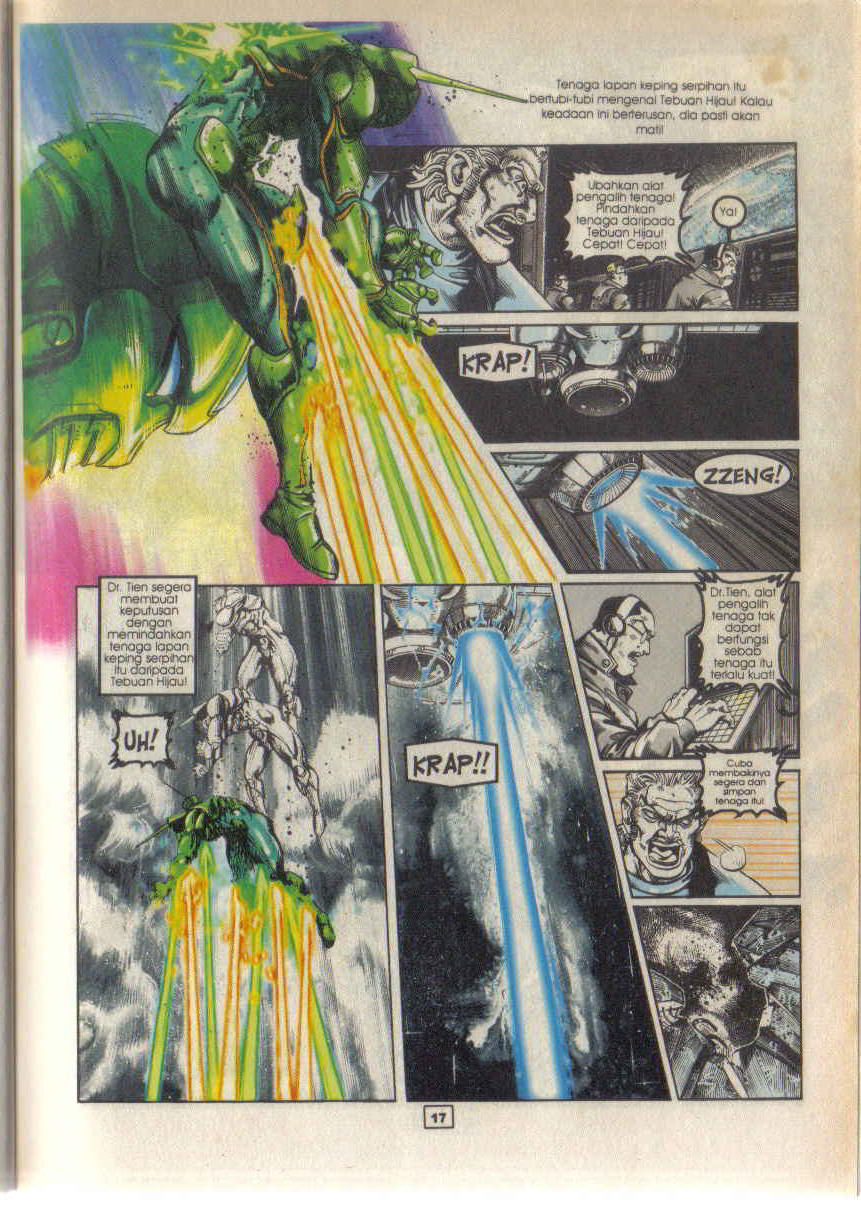 Tenaga lapan keping serpihan itu
bertubi-tubi mengenai Tebuan Hijau! Kalau
keadaan ini berterusan, dia pasti akan
mati!
Ubahkan alat
pengalih tenaga!
Pindahkan
tenaga daripada
Tebuan Hijau!
Cepat! Cepat!
Ya!
KRAP!
ZZENG!
Dr. Tien segera
membuat
keputusan
dengan
memindahkan
tenaga lapan
keping serpihan
itu daripada
Tebuan Hijau!
UH!
KRAP!!
Dr.Tien, alat
pengalih
tenaga tak
dapat
berfungsi
sebab
tenaga itu
terlalu kuat!
Cuba
membaikinya
segera dan
simpan
tenaga itu!
17